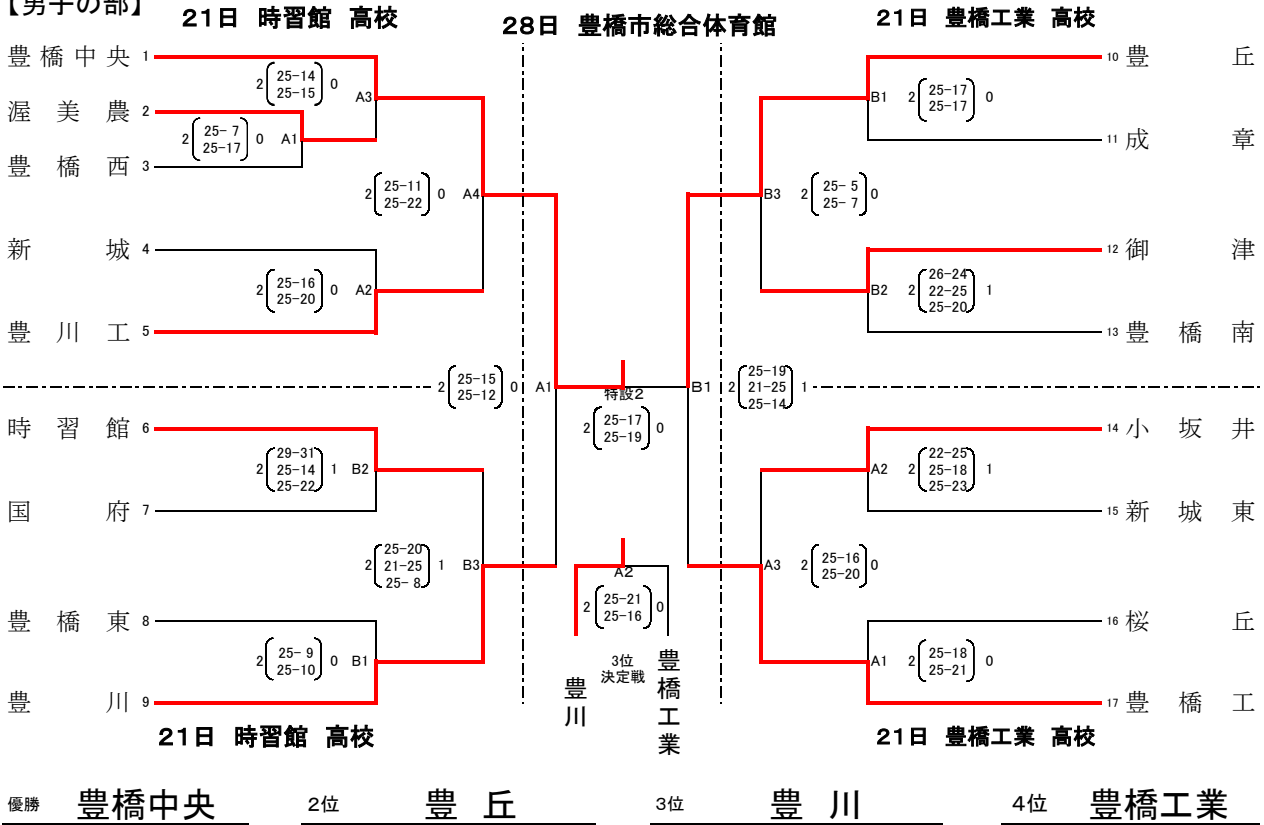 【男子の部】
21日 時習館 高校
28日 豊橋市総合体育館
21日 豊橋工業 高校
豊橋中央 1
2 25-14 0 A3
25-15
渥美農 2
2 25- 7 0 A1
25-17
豊橋西 3
2 25-11 0 A4
25-22
新城 4
2 25-16 0 A2
25-20
豊川工 5
2 25-15 0 A1
25-12
時習館 6
29-31
2 25-14 1 B2
25-22
国府 7
25-20
2 21-25 1 B3
25- 8
豊橋東 8
2 25- 9 0 B1
25-10
豊川 9
21日 時習館 高校
特設2
2 25-17 0
25-19
A2
2 25-21 0
25-16
3位
決定戦
豊川
豊橋工業
10 豊丘
B1 2 25-17 0
25-17
11 成章
B3 2 25- 5 0
25- 7
12 御津
26-24
B2 2 22-25 1
25-20
13 豊橋南
25-19
B1 2 21-25 1
25-14
14 小坂井
22-25
A2 2 25-18 1
25-23
15 新城東
A3 2 25-16 0
25-20
16 桜丘
A1 2 25-18 0
25-21
17 豊橋工
21日 豊橋工業 高校
優勝 豊橋中央 2位 豊丘 3位 豊川 4位 豊橋工業